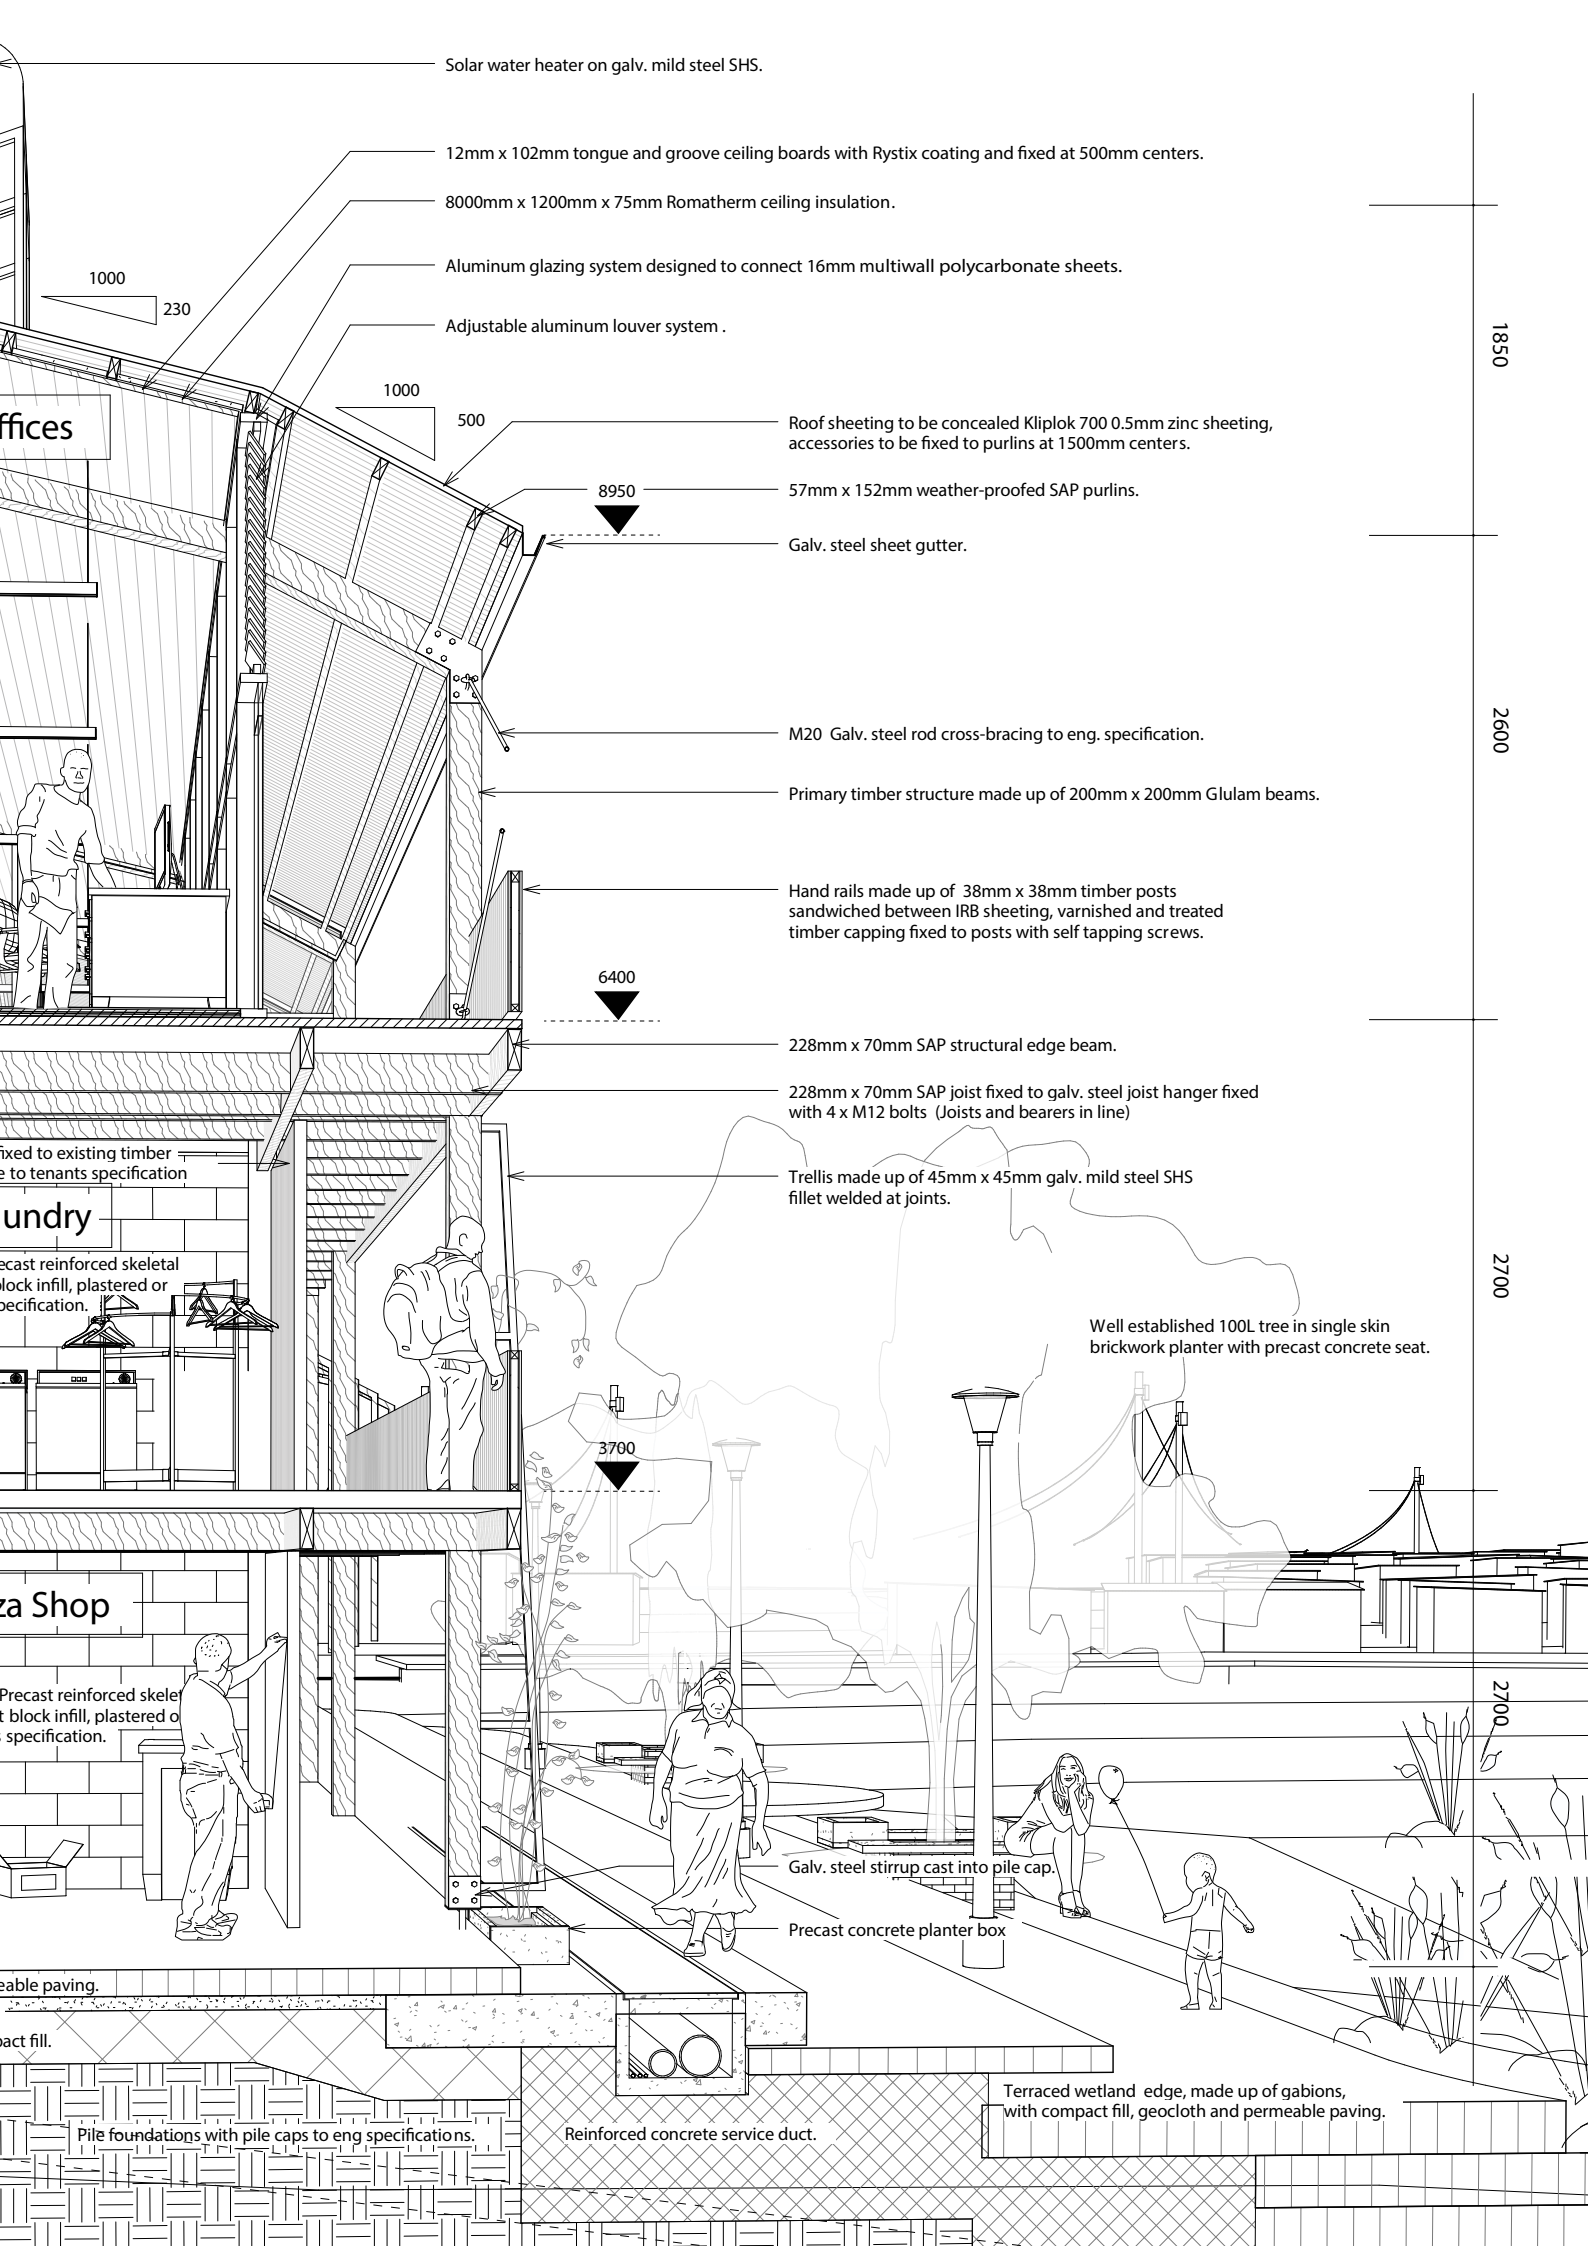 Solar water heater on galv. mild steel SHS.
12mm x 102mm tongue and groove ceiling boards with Rystix coating and fixed at 500mm centers.
8000mm x 1200mm x 75mm Romatherm ceiling insulation.
Aluminum glazing system designed to connect 16mm multiwall polycarbonate sheets.
1000
230
Adjustable aluminum louver system .
1850
1000
500
ffices
Roof sheeting to be concealed Kliplok 700 0.5mm zinc sheeting,
accessories to be fixed to purlins at 1500mm centers.
8950
57mm x 152mm weather-proofed SAP purlins.
Galv. steel sheet gutter.
2600
M20 Galv. steel rod cross-bracing to eng. specification.
Primary timber structure made up of 200mm x 200mm Glulam beams.
Hand rails made up of 38mm x 38mm timber posts
sandwiched between IRB sheeting, varnished and treated
timber capping fixed to posts with self tapping screws.
6400
228mm x 70mm SAP structural edge beam.
228mm x 70mm SAP joist fixed to galv. steel joist hanger fixed
with 4 x M12 bolts (Joists and bearers in line)
fixed to existing timber
e to tenants specification
Trellis made up of 45mm x 45mm galv. mild steel SHS
fillet welded at joints.
undry
ecast reinforced skeletal
block infill, plastered or
pecification.
2700
Well established 100L tree in single skin
brickwork planter with precast concrete seat.
3700
za Shop
Precast reinforced skelet
t block infill, plastered o
s specification.
2700
Galv. steel stirrup cast into pile cap.
Precast concrete planter box
eable paving.
pact fill.
Terraced wetland edge, made up of gabions,
with compact fill, geocloth and permeable paving.
Pile foundations with pile caps to eng specifications.
Reinforced concrete service duct.